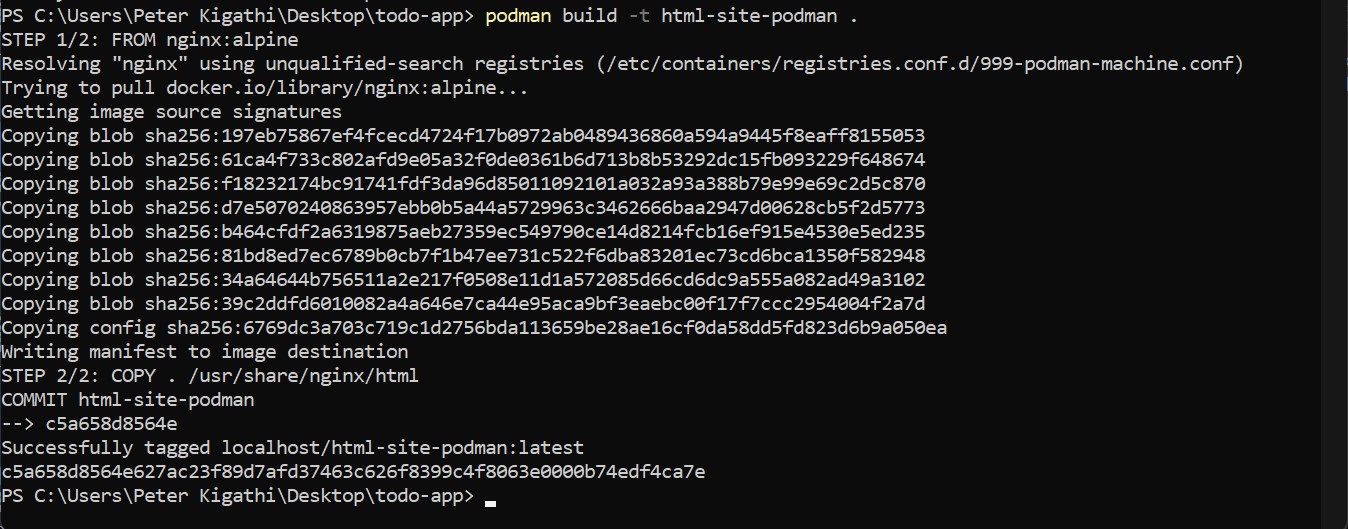 PS C:\Users\Peter Kigathi\Desktop\todo-app> podman build -t html-site-podman .
STEP 1/2: FROM nginx:alpine
Resolving "nginx" using unqualified-search registries (/etc/containers/registries.conf.d/999-podman-machine.conf)
Trying to pull docker.io/library/nginx:alpine...
Getting image source signatures
Copying blob sha256:197eb75867ef4fcecd4724f17b0972ab0489436860a594a9445f8eaff8155053
Copying blob sha256:61ca4f733c802afd9e05a32f0de0361b6d713b8b53292dc15fb093229f648674
Copying blob sha256:f18232174bc91741fdf3da96d85011092101a032a93a388b79e99e69c2d5c870
Copying blob sha256:d7e5070240863957ebb0b5a44a5729963c3462666baa2947d00628cb5f2d5773
Copying blob sha256:b464cfdf2a6319875aeb27359ec549790ce14d8214fcb16ef915e4530e5ed235
Copying blob sha256:81bd8ed7ec6789b0cb7f1b47ee731c522f6dba83201ec73cd6bca1350f582948
Copying blob sha256:34a64644b756511a2e217f0508e11d1a572085d66cd6dc9a555a082ad49a3102
Copying blob sha256:39c2ddfd6010082a4a646e7ca44e95aca9bf3eaebc00f17f7ccc2954004f2a7d
Copying config sha256:6769dc3a703c719c1d2756bda113659be28ae16cf0da58dd5fd823d6b9a050ea
Writing manifest to image destination
STEP 2/2: COPY . /usr/share/nginx/html
COMMIT html-site-podman
--> c5a658d8564e
Successfully tagged localhost/html-site-podman:latest
c5a658d8564e627ac23f89d7afd37463c626f8399c4f8063e0000b74edf4ca7e
PS C:\Users\Peter Kigathi\Desktop\todo-app>